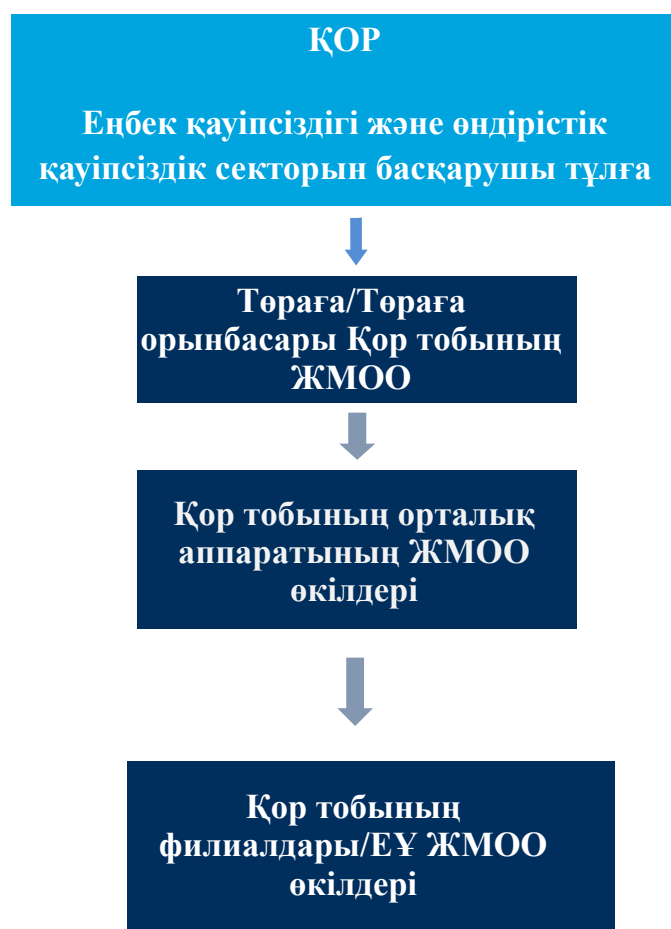 ҚОР
Еңбек қауіпсіздігі және өндірістік
қауіпсіздік секторын басқарушы тұлға
Төраға/Төраға
орынбасары Қор тобының
ЖМОО
Қор тобының орталық
аппаратының ЖМОО
өкілдері
Қор тобының
филиалдары/ЕҰ ЖМОО
өкілдері